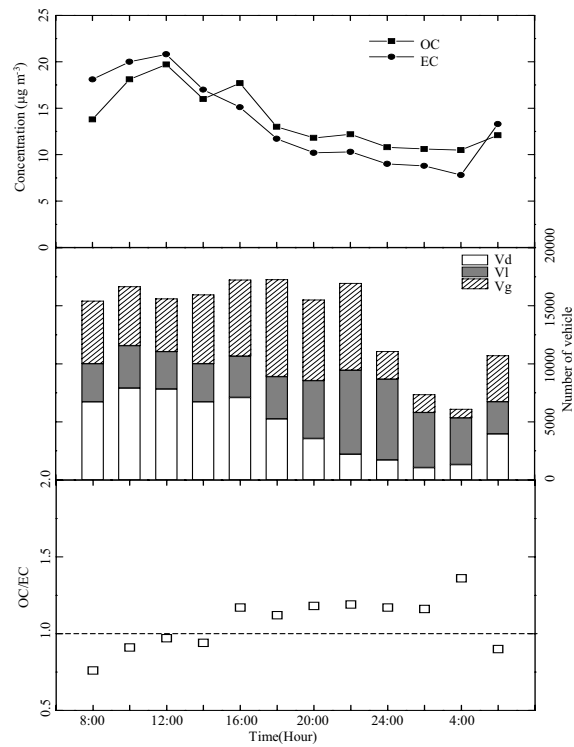 25
20
15
10
5
0
Concentration (μg m⁻³)
OC
EC
Vd
Vl
Vg
20000
15000
10000
5000
0
Number of vehicle
2.0
1.5
1.0
0.5
OC/EC
8:00
12:00
16:00
20:00
24:00
4:00
Time(Hour)